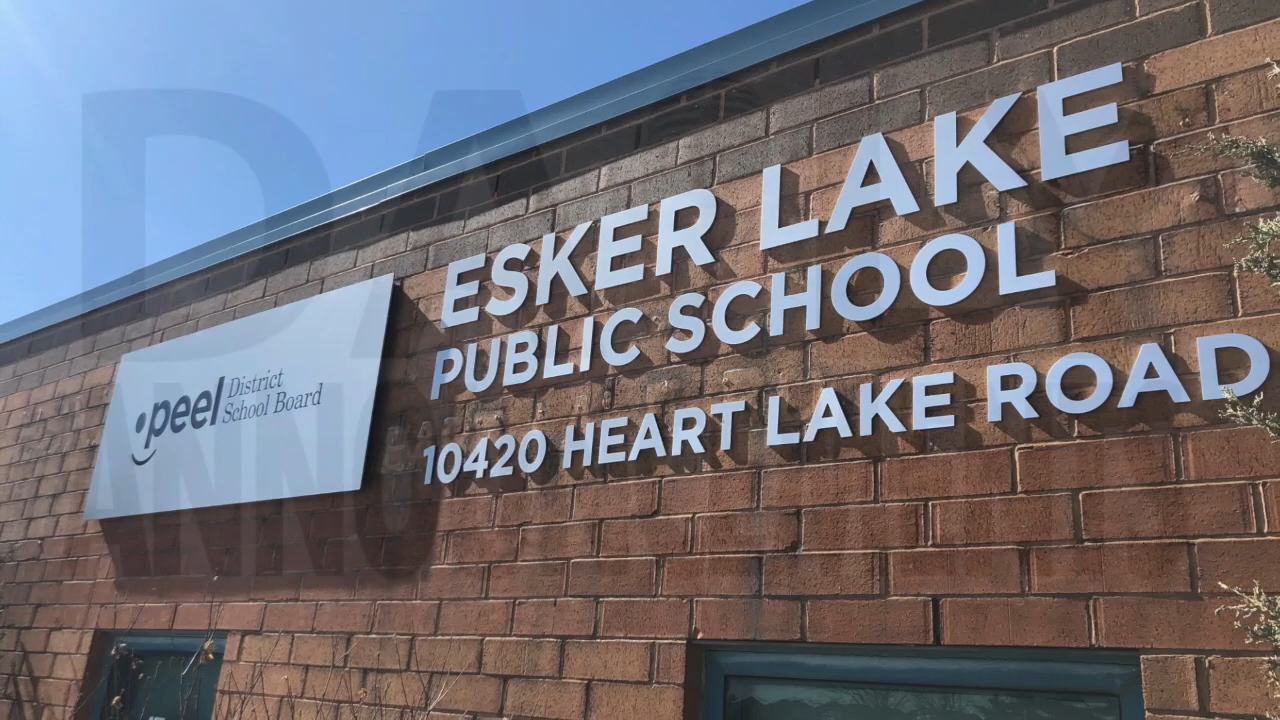 peel District
School Board
ESKER LAKE
PUBLIC SCHOOL
10420 HEART LAKE ROAD